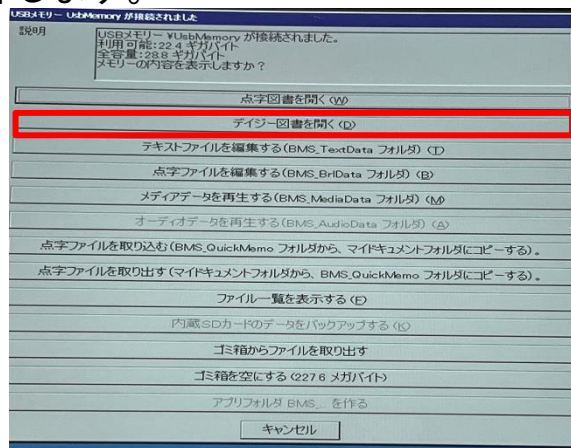 USBメモリー UsbMemory が接続されました
説明
USBメモリー ¥UsbMemory が接続されました。
利用可能:22.4 ギガバイト
全容量:28.8 ギガバイト
メモリーの内容を表示しますか？
点字図書を開く(W)
デイジー図書を開く(D)
テキストファイルを編集する(BMS_TextData フォルダ) (T)
点字ファイルを編集する(BMS_BrlData フォルダ) (B)
メディアデータを再生する(BMS_MediaData フォルダ) (M)
オーディオデータを再生する(BMS_AudioData フォルダ) (A)
点字ファイルを取り込む(BMS_QuickMemo フォルダから、マイドキュメントフォルダにコピーする)。
点字ファイルを取り出す(マイドキュメントフォルダから、BMS_QuickMemo フォルダにコピーする)。
ファイル一覧を表示する(F)
内蔵SDカードのデータをバックアップする(K)
ゴミ箱からファイルを取り出す
ゴミ箱を空にする(227.6 メガバイト)
アプリフォルダ BMS_... を作る
キャンセル